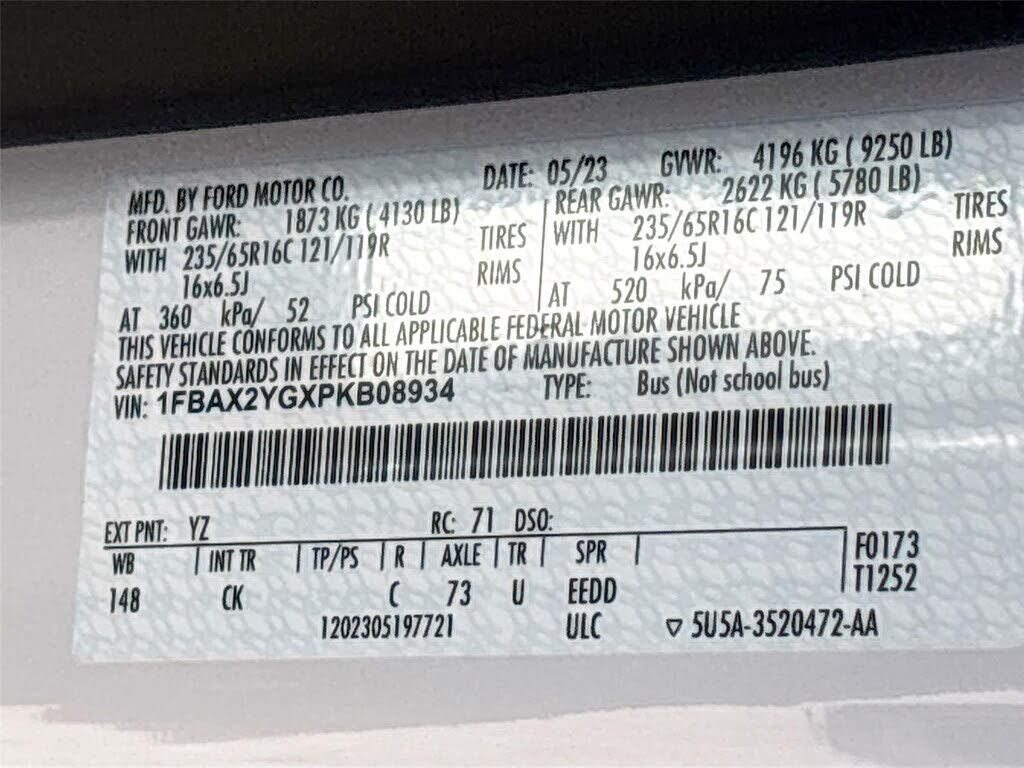 MFD. BY FORD MOTOR CO. DATE: 05/23 GVWR: 4196 KG ( 9250 LB)
FRONT GAWR: 1873 KG ( 4130 LB) REAR GAWR: 2622 KG ( 5780 LB)
WITH 235/65R16C 121/119R TIRES WITH 235/65R16C 121/119R TIRES
16x6.5J RIMS 16x6.5J RIMS
AT 360 kPa/ 52 PSI COLD AT 520 kPa/ 75 PSI COLD
THIS VEHICLE CONFORMS TO ALL APPLICABLE FEDERAL MOTOR VEHICLE
SAFETY STANDARDS IN EFFECT ON THE DATE OF MANUFACTURE SHOWN ABOVE.
VIN: 1FBAX2YGXPKB08934 TYPE: Bus (Not school bus)
EXT PNT: YZ RC: 71 DSO:
WB INT TR TP/PS R AXLE TR SPR F0173
148 CK C 73 U EEDD T1252
1202305197721 ULC ▽ 5U5A-3520472-AA